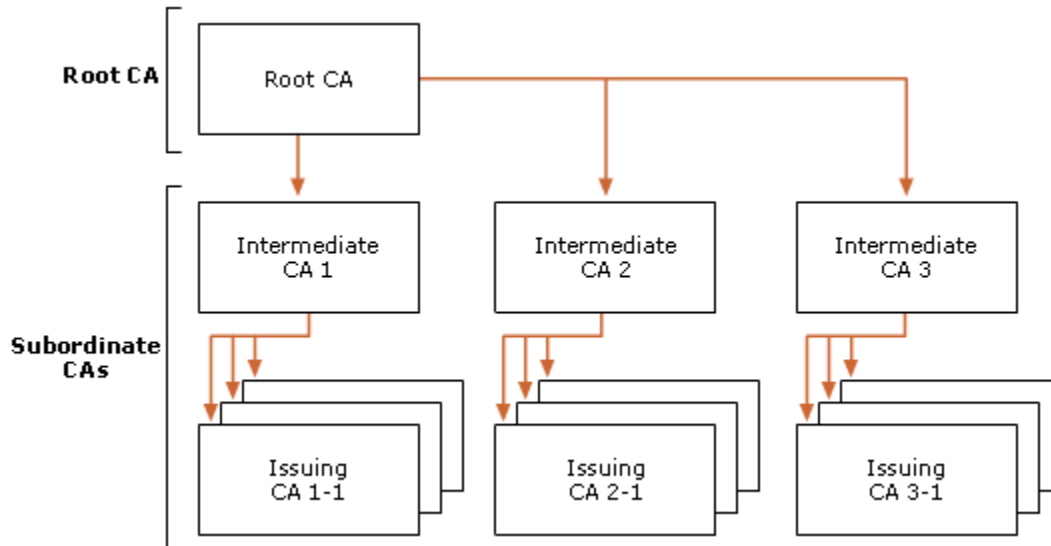 Root CA
Root CA
Intermediate
CA 1
Intermediate
CA 2
Intermediate
CA 3
Subordinate
CAs
Issuing
CA 1-1
Issuing
CA 2-1
Issuing
CA 3-1